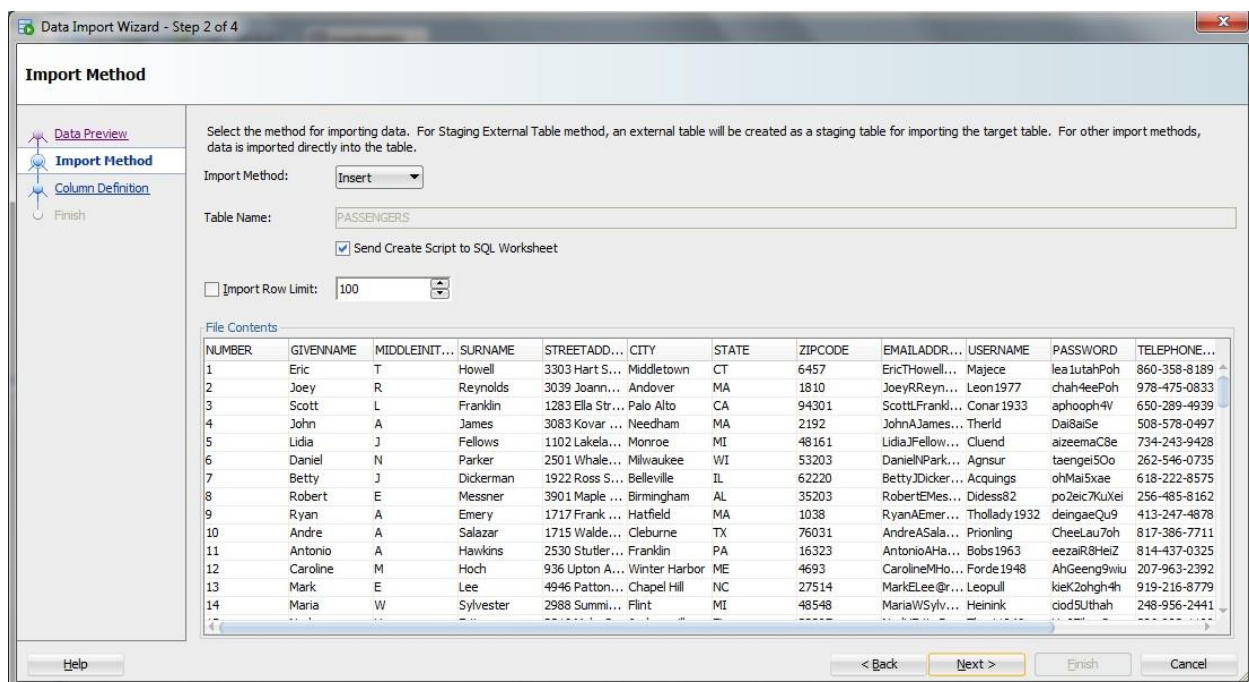 Data Import Wizard - Step 2 of 4
Import Method
Data Preview
Import Method
Column Definition
Finish
Select the method for importing data. For Staging External Table method, an external table will be created as a staging table for importing the target table. For other import methods,
data is imported directly into the table.
Import Method: Insert
Table Name: PASSENGERS
Send Create Script to SQL Worksheet
Import Row Limit: 100
File Contents
NUMBER GIVENNAME MIDDLEINIT... SURNAME STREETADD... CITY STATE ZIPCODE EMAILADDR... USERNAME PASSWORD TELEPHONE...
1 Eric T Howell 3303 Hart S... Middletown CT 6457 EricTHowell... Majece lea1utahPoh 860-358-8189
2 Joey R Reynolds 3039 Joann... Andover MA 1810 JoeyRReyn... Leon1977 chah4eePoh 978-475-0833
3 Scott L Franklin 1283 Ella Str... Palo Alto CA 94301 ScottLFrankl... Conar1933 aphooph4V 650-289-4939
4 John A James 3083 Kovar ... Needham MA 2192 JohnAJames... Therld Dai8aiSe 508-578-0497
5 Lidia J Fellows 1102 Lakela... Monroe MI 48161 LidiaJFellow... Cluend aizeemaC8e 734-243-9428
6 Daniel N Parker 2501 Whale... Milwaukee WI 53203 DanielNPark... Agnsur taengei5Oo 262-546-0735
7 Betty J Dickerman 1922 Ross S... Belleville IL 62220 BettyJDicker... Acquings ohMai5xae 618-222-8575
8 Robert E Messner 3901 Maple ... Birmingham AL 35203 RobertEMes... Didess82 po2eic7KuXei 256-485-8162
9 Ryan A Emery 1717 Frank ... Hatfield MA 1038 RyanAEmer... Thollady1932 deingaeQu9 413-247-4878
10 Andre A Salazar 1715 Walde... Cleburne TX 76031 AndreASala... Prionling CheeLau7oh 817-386-7711
11 Antonio A Hawkins 2530 Stutler... Franklin PA 16323 AntonioAHa... Bobs1963 eezaiR8HeiZ 814-437-0325
12 Caroline M Hoch 936 Upton A... Winter Harbor ME 4693 CarolineMHo... Forde1948 AhGeeng9wiu 207-963-2392
13 Mark E Lee 4946 Patton... Chapel Hill NC 27514 MarkELee@r... Leopull kieK2ohgh4h 919-216-8779
14 Maria W Sylvester 2988 Summi... Flint MI 48548 MariaWSylv... Heinink ciod5Uthah 248-956-2441
Help < Back Next > Finish Cancel